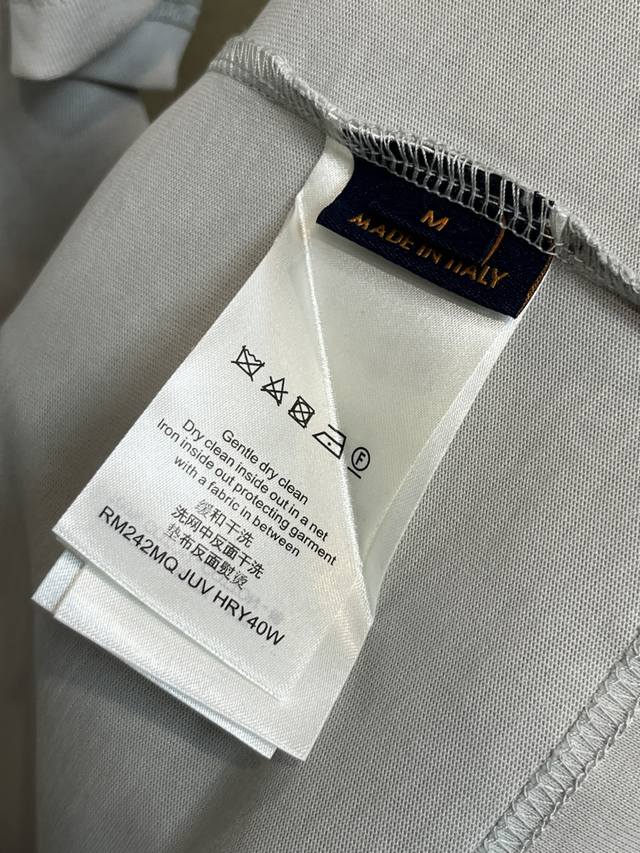 M
MADE IN ITALY
F
Gentle dry clean
Dry clean inside out in a net
Iron inside out protecting garment
with a fabric in between
缓和干洗
洗网中反面干洗
垫布反面熨烫
RM242MQ JUV HRY40W